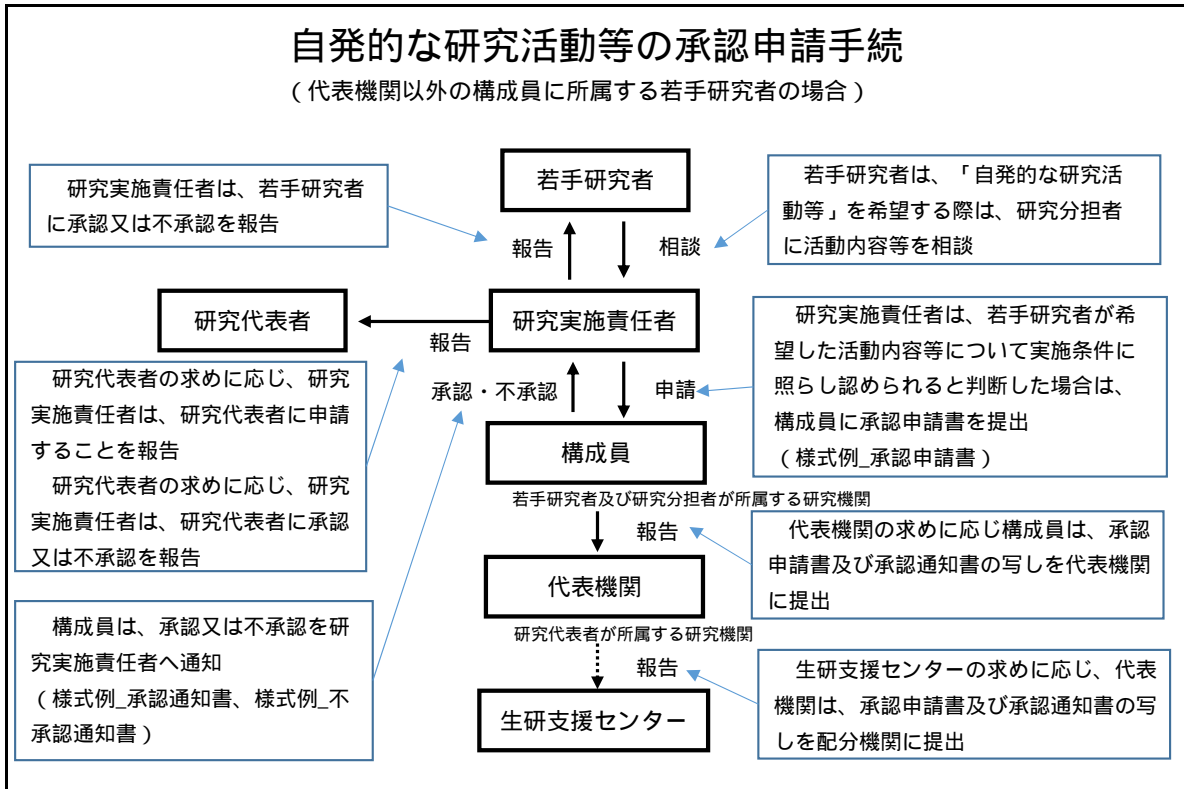 自発的な研究活動等の承認申請手続
（代表機関以外の構成員に所属する若手研究者の場合）
研究実施責任者は、若手研究者
に承認又は不承認を報告
若手研究者
若手研究者は、「自発的な研究活
動等」を希望する際は、研究分担者
に活動内容等を相談
報告
相談
研究代表者
研究実施責任者
報告
研究実施責任者は、若手研究者が希
望した活動内容等について実施条件に
照らし認められると判断した場合は、
構成員に承認申請書を提出
（様式例_承認申請書）
研究代表者の求めに応じ、研究
実施責任者は、研究代表者に申請
することを報告
研究代表者の求めに応じ、研究
実施責任者は、研究代表者に承認
又は不承認を報告
承認・不承認
申請
構成員
若手研究者及び研究分担者が所属する研究機関
報告
代表機関の求めに応じ構成員は、承認
申請書及び承認通知書の写しを代表機関
に提出
代表機関
研究代表者が所属する研究機関
構成員は、承認又は不承認を研
究実施責任者へ通知
（様式例_承認通知書、様式例_不
承認通知書）
報告
生研支援センターの求めに応じ、代表
機関は、承認申請書及び承認通知書の写
しを配分機関に提出
生研支援センター